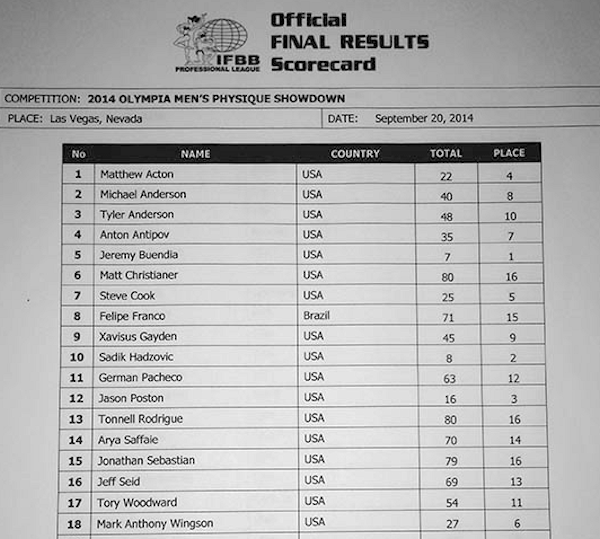 Official
FINAL RESULTS
Scorecard
IFBB
PROFESSIONAL LEAGUE
COMPETITION: 2014 OLYMPIA MEN'S PHYSIQUE SHOWDOWN
PLACE: Las Vegas, Nevada DATE: September 20, 2014
No NAME COUNTRY TOTAL PLACE
1 Matthew Acton USA 22 4
2 Michael Anderson USA 40 8
3 Tyler Anderson USA 48 10
4 Anton Antipov USA 35 7
5 Jeremy Buendia USA 7 1
6 Matt Christianer USA 80 16
7 Steve Cook USA 25 5
8 Felipe Franco Brazil 71 15
9 Xavisus Gayden USA 45 9
10 Sadik Hadzovic USA 8 2
11 German Pacheco USA 63 12
12 Jason Poston USA 16 3
13 Tonnell Rodrigue USA 80 16
14 Arya Saffaie USA 70 14
15 Jonathan Sebastian USA 79 16
16 Jeff Seid USA 69 13
17 Tory Woodward USA 54 11
18 Mark Anthony Wingson USA 27 6